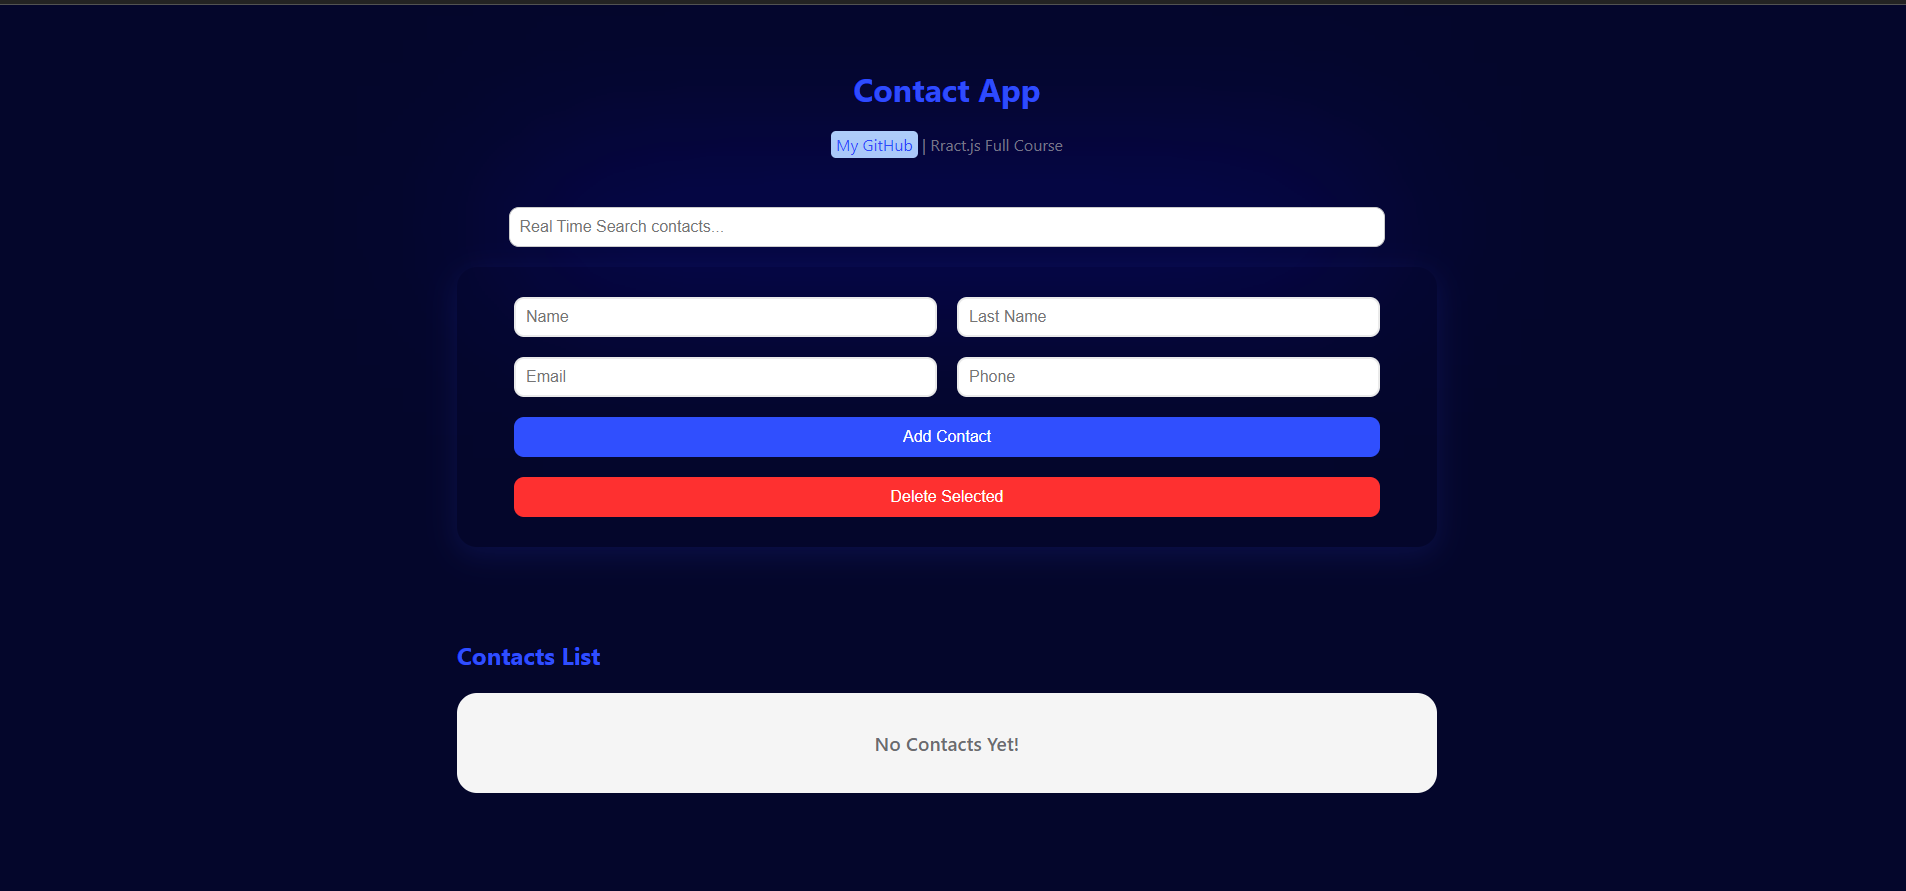 Contact App
My GitHub | Rract.js Full Course
Real Time Search contacts...
Name
Last Name
Email
Phone
Add Contact
Delete Selected
Contacts List
No Contacts Yet!